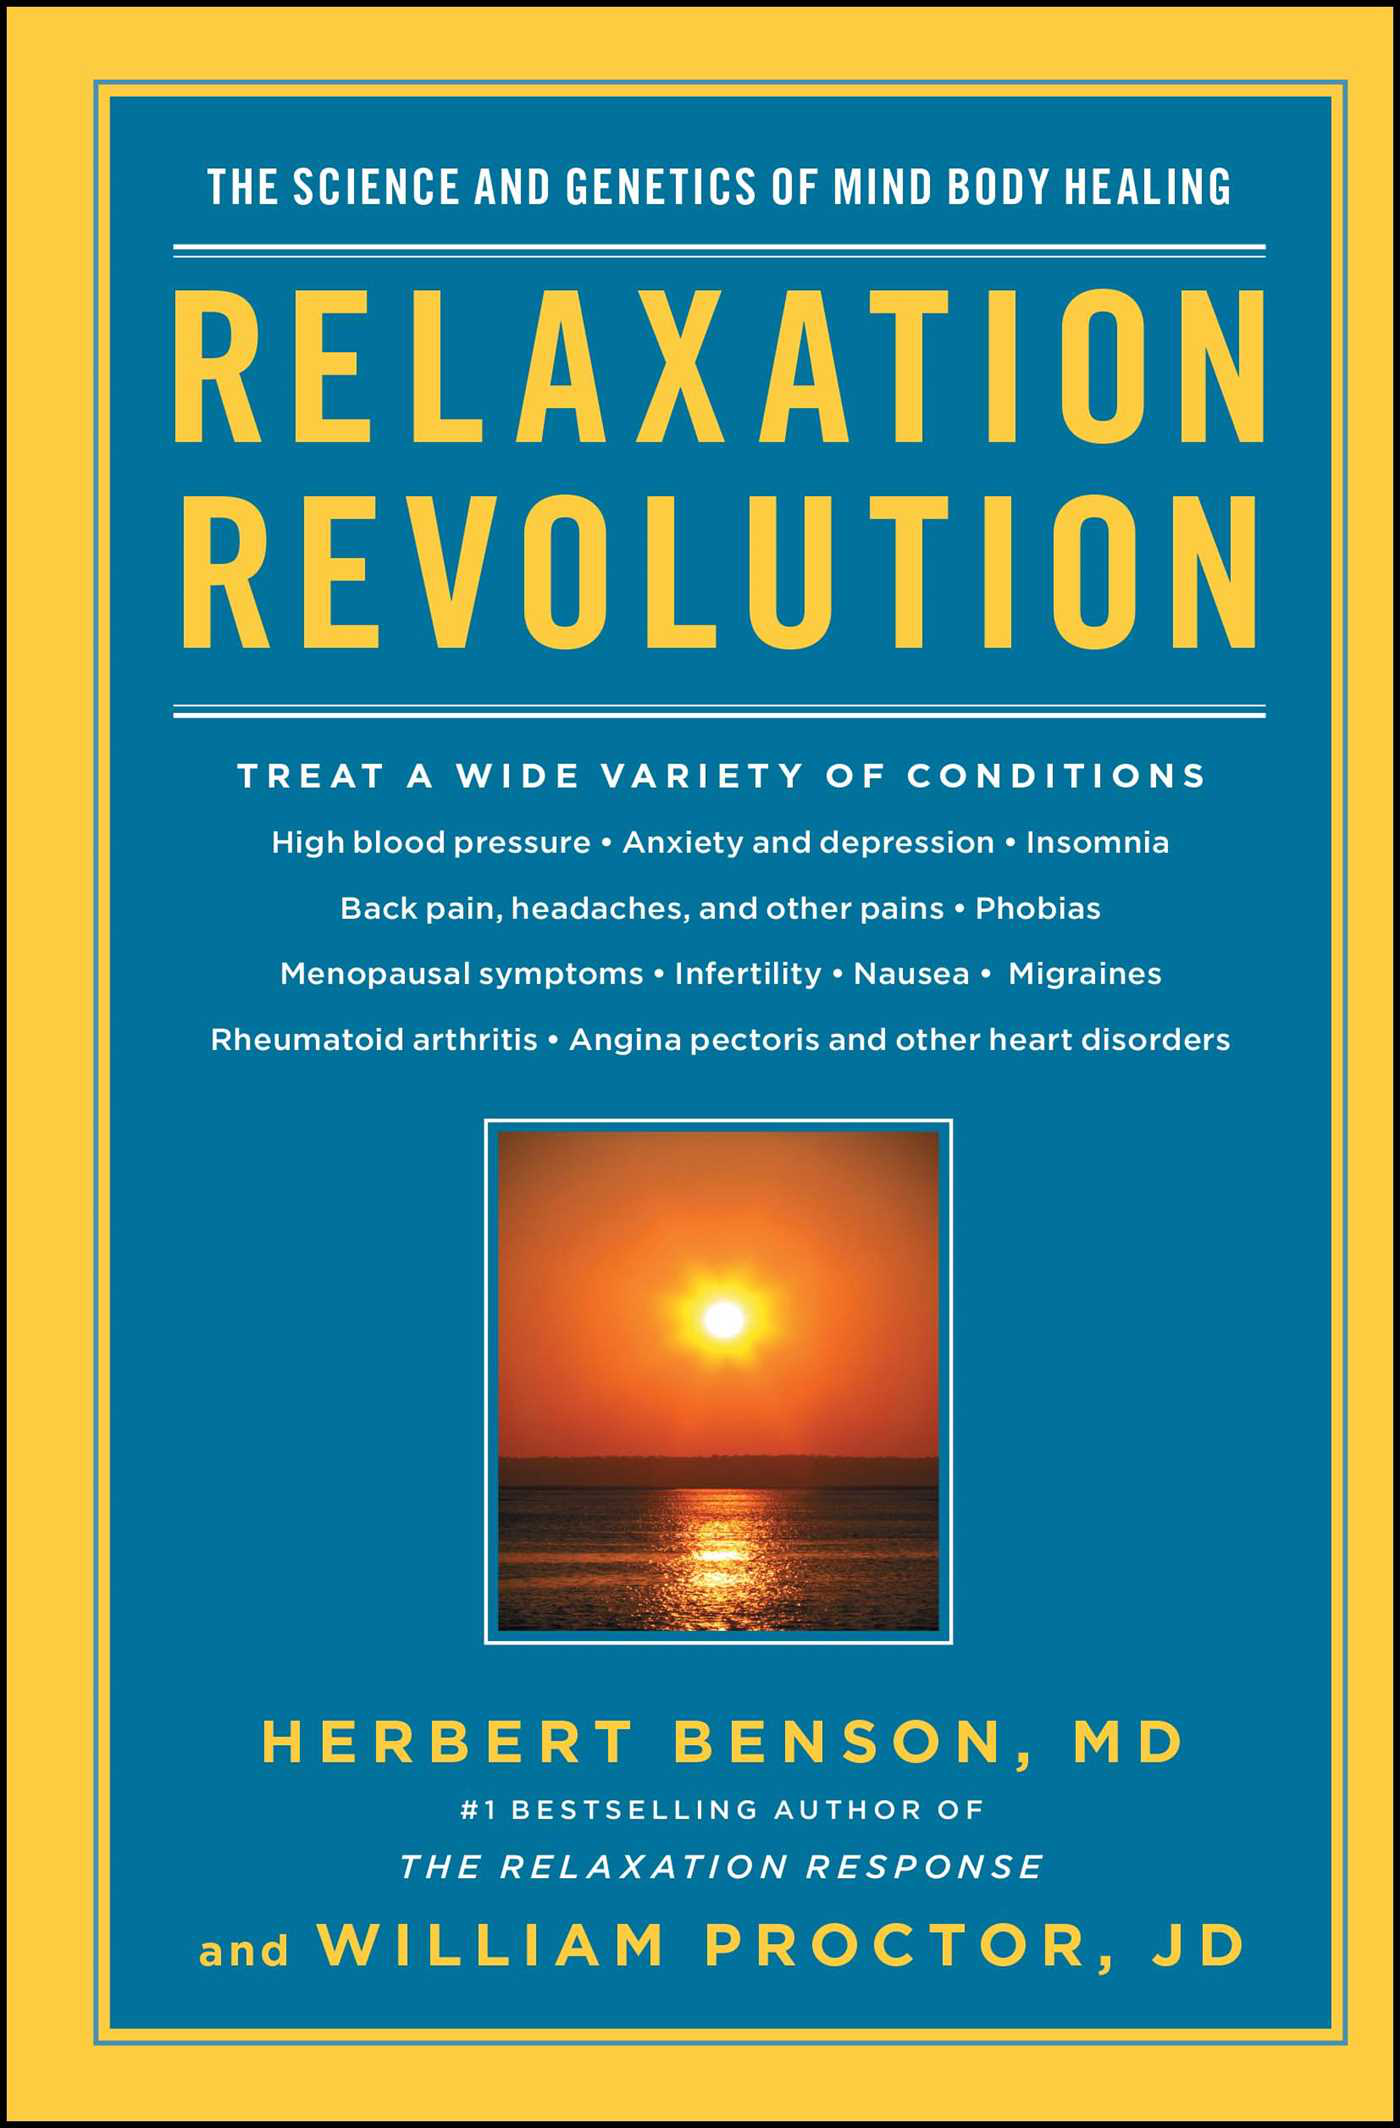 THE SCIENCE AND GENETICS OF MIND BODY HEALING
RELAXATION
REVOLUTION
TREAT A WIDE VARIETY OF CONDITIONS
High blood pressure • Anxiety and depression • Insomnia
Back pain, headaches, and other pains • Phobias
Menopausal symptoms • Infertility • Nausea • Migraines
Rheumatoid arthritis • Angina pectoris and other heart disorders
HERBERT BENSON, MD
#1 BESTSELLING AUTHOR OF
THE RELAXATION RESPONSE
and WILLIAM PROCTOR, JD